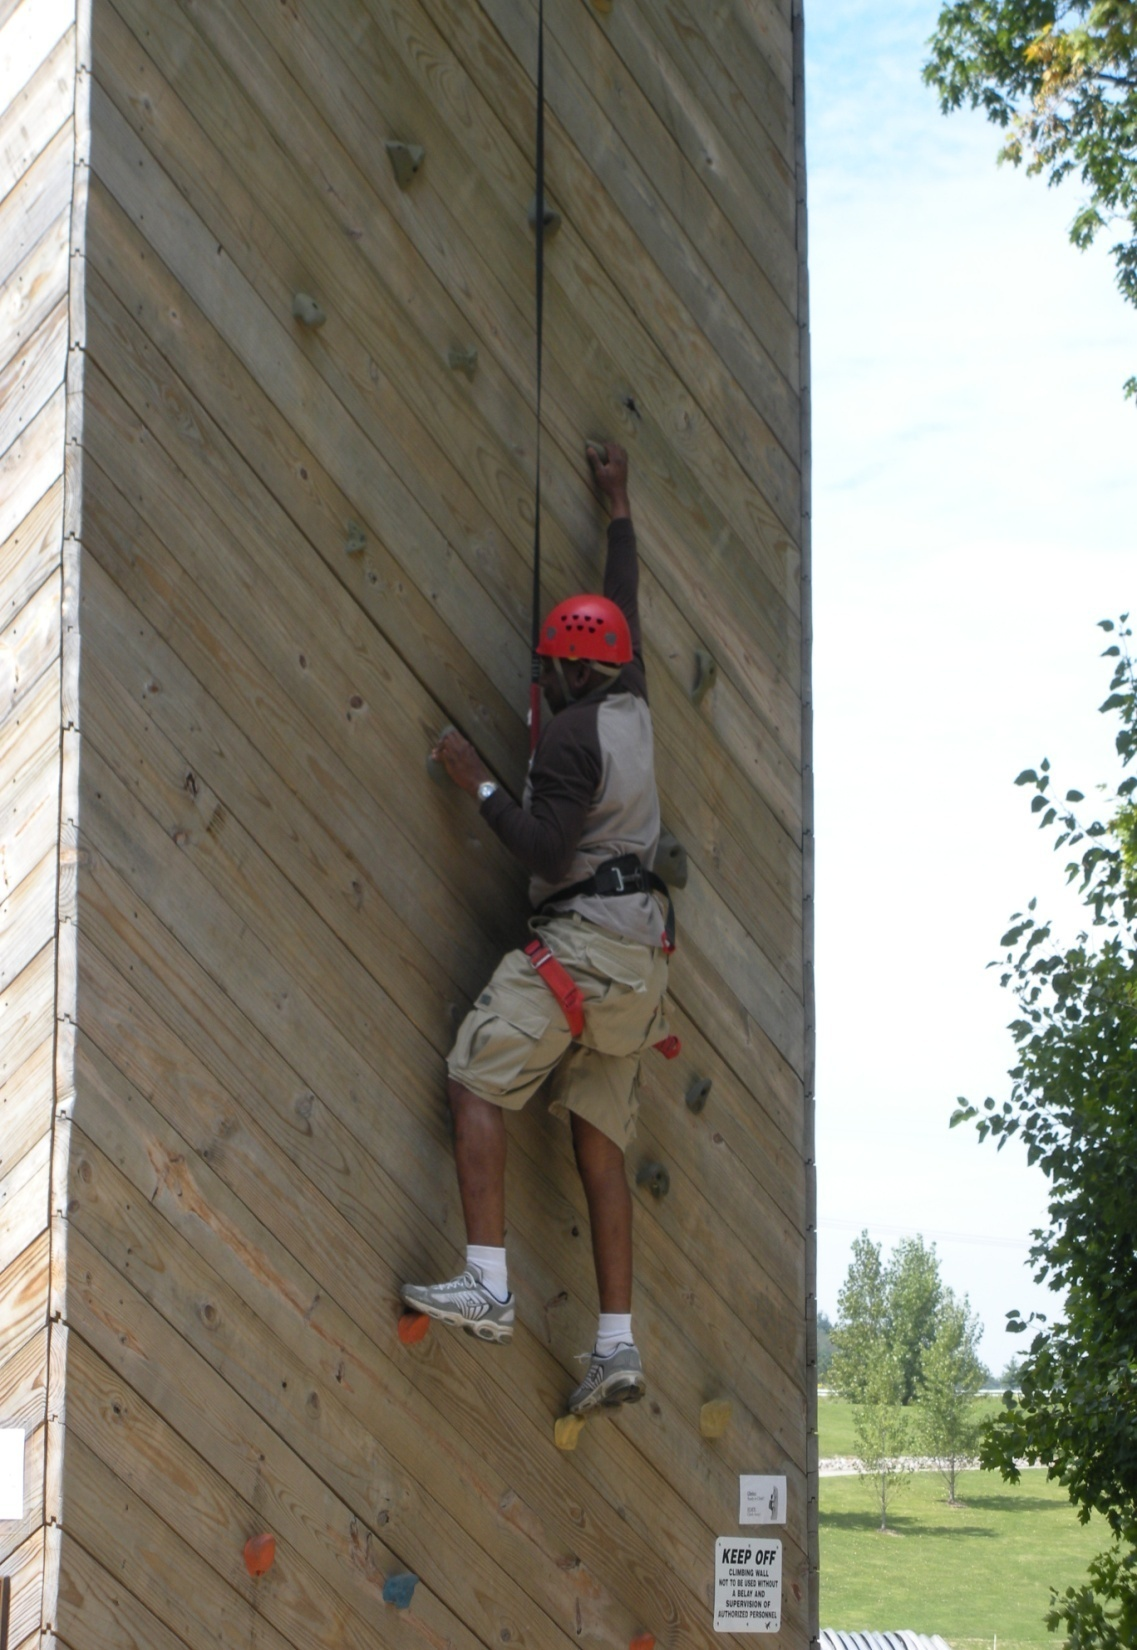 KEEP OFF
CLIMBING WALL
NOT TO BE USED WITHOUT
A BELAY AND
SUPERVISION OF
AUTHORIZED PERSONNEL